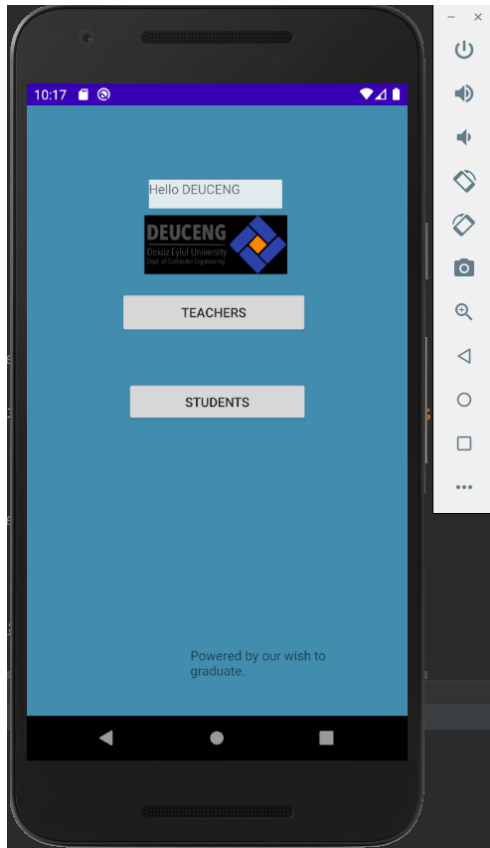 10:17
Hello DEUCENG
DEUCENG
Dokuz Eylul University
Dept. of Computer Engineering
TEACHERS
STUDENTS
Powered by our wish to
graduate.